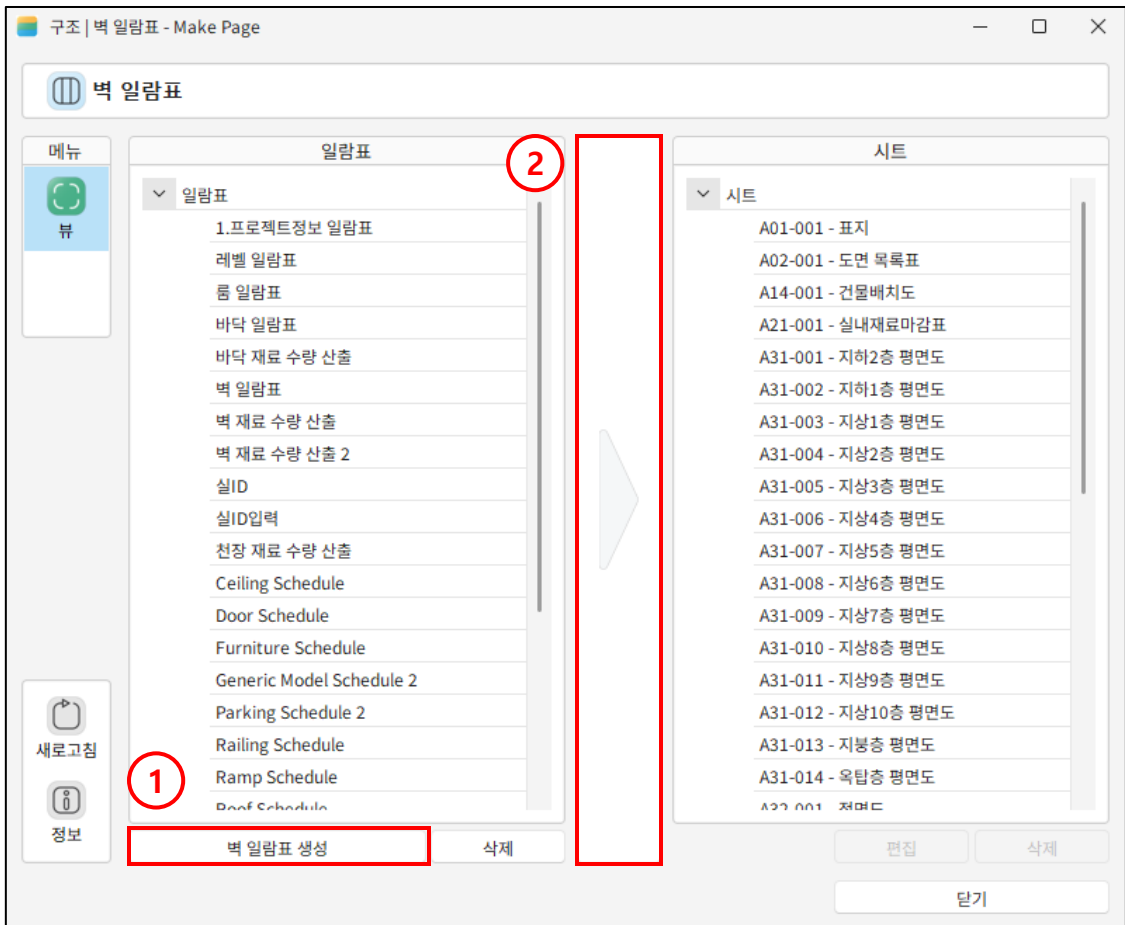 구조 | 벽 일람표 - Make Page
벽 일람표
메뉴
뷰
새로고침
정보
일람표
2
일람표
1.프로젝트정보 일람표
레벨 일람표
룸 일람표
바닥 일람표
바닥 재료 수량 산출
벽 일람표
벽 재료 수량 산출
벽 재료 수량 산출 2
실ID
실ID입력
천장 재료 수량 산출
Ceiling Schedule
Door Schedule
Furniture Schedule
Generic Model Schedule 2
Parking Schedule 2
Railing Schedule
Ramp Schedule
Roof Schedule
1
벽 일람표 생성
삭제
시트
시트
A01-001 - 표지
A02-001 - 도면 목록표
A14-001 - 건물배치도
A21-001 - 실내재료마감표
A31-001 - 지하2층 평면도
A31-002 - 지하1층 평면도
A31-003 - 지상1층 평면도
A31-004 - 지상2층 평면도
A31-005 - 지상3층 평면도
A31-006 - 지상4층 평면도
A31-007 - 지상5층 평면도
A31-008 - 지상6층 평면도
A31-009 - 지상7층 평면도
A31-010 - 지상8층 평면도
A31-011 - 지상9층 평면도
A31-012 - 지상10층 평면도
A31-013 - 지붕층 평면도
A31-014 - 옥탑층 평면도
A32-001 - 정면도
편집
삭제
닫기